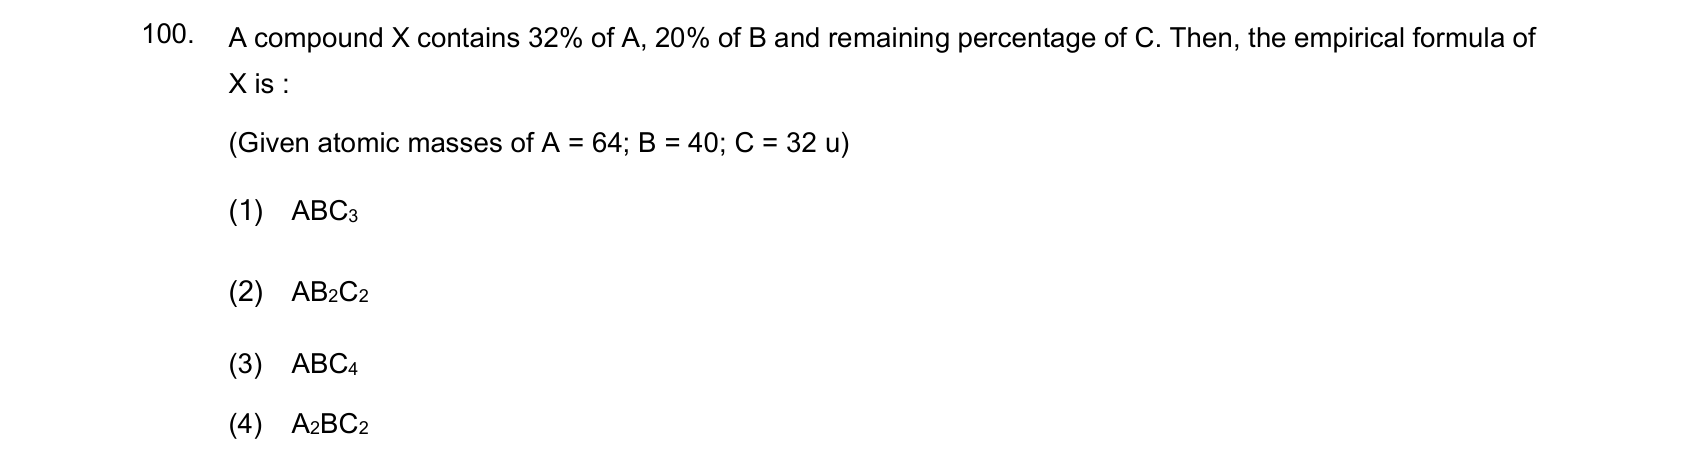 100. A compound X contains 32% of A, 20% of B and remaining percentage of C. Then, the empirical formula of
X is :
(Given atomic masses of A = 64; B = 40; C = 32 u)
(1) ABC₃
(2) AB₂C₂
(3) ABC₄
(4) A₂BC₂